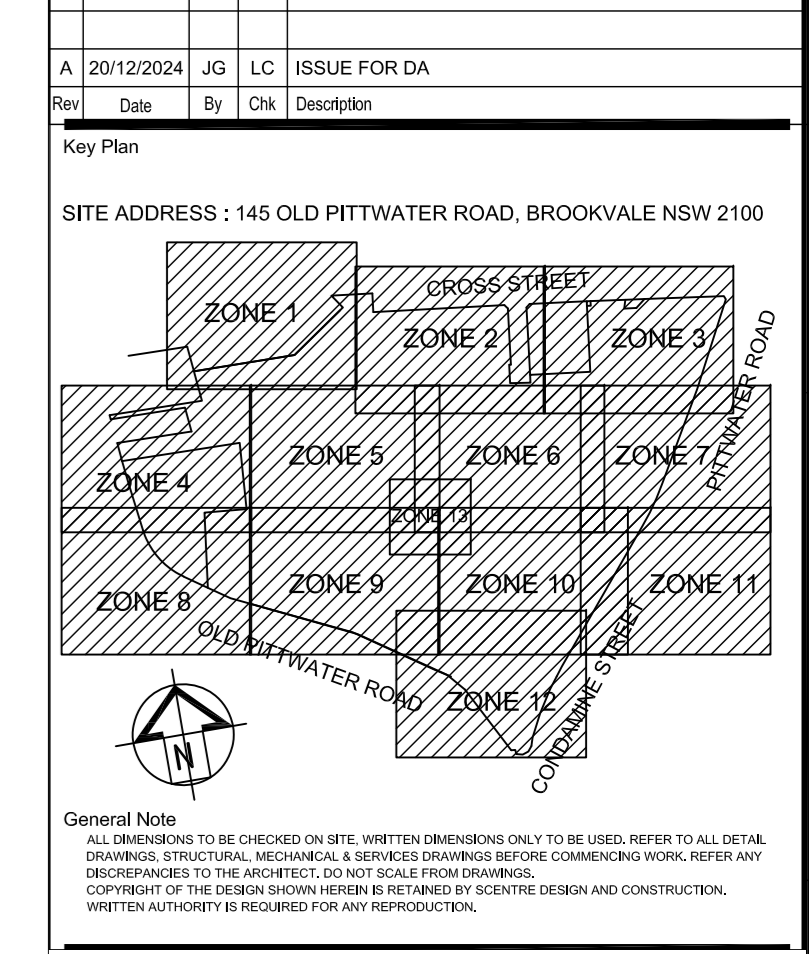 A 20/12/2024 JG LC ISSUE FOR DA
Rev Date By Chk Description
Key Plan
SITE ADDRESS : 145 OLD PITTWATER ROAD, BROOKVALE NSW 2100
CROSS STREET
ZONE 1
ZONE 2
ZONE 3
PITTWATER ROAD
ZONE 4
ZONE 5
ZONE 6
ZONE 7
ZONE 13
ZONE 8
ZONE 9
ZONE 10
ZONE 11
OLD PITTWATER ROAD
ZONE 12
CONDAMINE STREET
N
General Note
ALL DIMENSIONS TO BE CHECKED ON SITE, WRITTEN DIMENSIONS ONLY TO BE USED. REFER TO ALL DETAIL
DRAWINGS, STRUCTURAL, MECHANICAL & SERVICES DRAWINGS BEFORE COMMENCING WORK. REFER ANY
DISCREPANCIES TO THE ARCHITECT. DO NOT SCALE FROM DRAWINGS.
COPYRIGHT OF THE DESIGN SHOWN HEREIN IS RETAINED BY SCENTRE DESIGN AND CONSTRUCTION.
WRITTEN AUTHORITY IS REQUIRED FOR ANY REPRODUCTION.